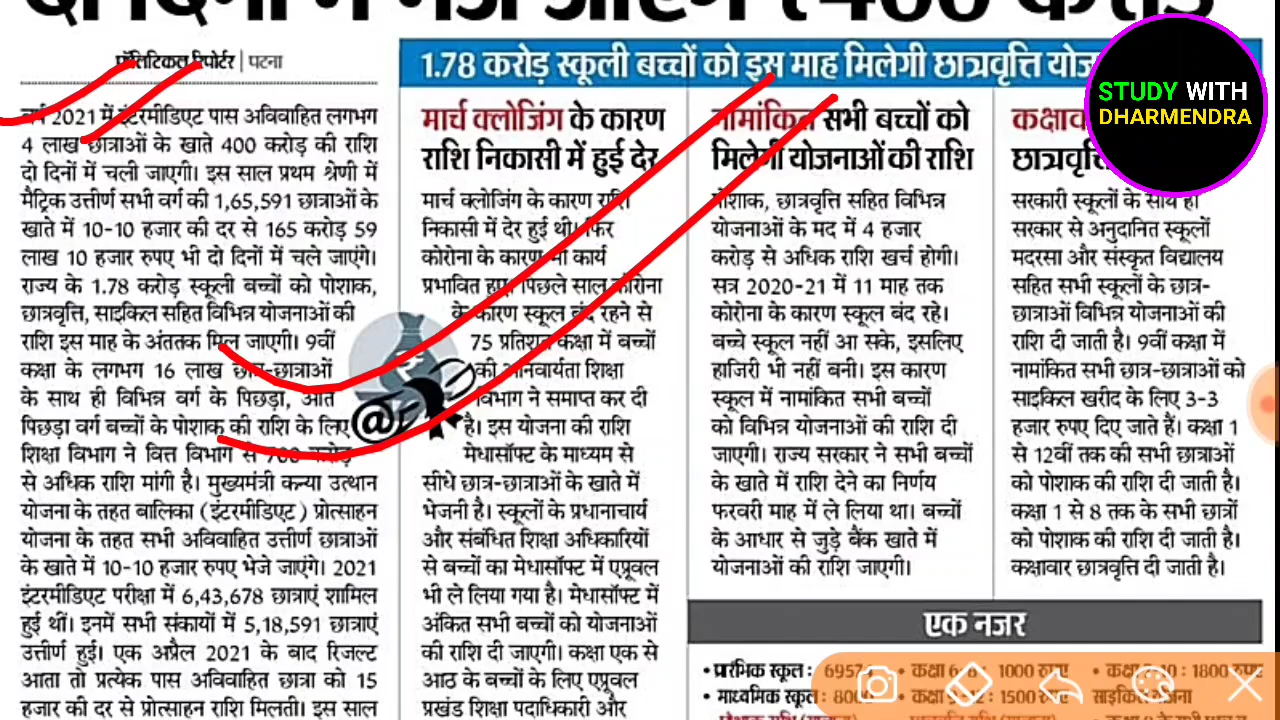 1.78 करोड़ स्कूली बच्चों को इस माह मिलेगी छात्रवृत्ति
STUDY WITH
DHARMENDRA
पॉलिटिकल रिपोर्टर | पटना
वर्ष 2021 में इंटरमीडिएट पास अविवाहित लगभग
4 लाख छात्राओं के खाते 400 करोड़ की राशि
दो दिनों में चली जाएगी। इस साल प्रथम श्रेणी में
मैट्रिक उत्तीर्ण सभी वर्ग की 1,65,591 छात्राओं के
खाते में 10-10 हजार की दर से 165 करोड़ 59
लाख 10 हजार रुपए भी दो दिनों में चले जाएंगे।
राज्य के 1.78 करोड़ स्कूली बच्चों को पोशाक,
छात्रवृत्ति, साइकिल सहित विभिन्न योजनाओं की
राशि इस माह के अंततक मिल जाएगी। 9वीं
कक्षा के लगभग 16 लाख छात्र-छात्राओं
के साथ ही विभिन्न वर्ग के पिछड़ा, अति
पिछड़ा वर्ग बच्चों के पोशाक की राशि के लिए
शिक्षा विभाग ने वित्त विभाग से 700 करोड़
से अधिक राशि मांगी है। मुख्यमंत्री कन्या उत्थान
योजना के तहत बालिका (इंटरमीडिएट) प्रोत्साहन
योजना के तहत सभी अविवाहित उत्तीर्ण छात्राओं
के खाते में 10-10 हजार रुपए भेजे जाएंगे। 2021
इंटरमीडिएट परीक्षा में 6,43,678 छात्राएं शामिल
हुई थीं। इनमें सभी संकायों में 5,18,591 छात्राएं
उत्तीर्ण हुई। एक अप्रैल 2021 के बाद रिजल्ट
आता तो प्रत्येक पास अविवाहित छात्रा को 15
हजार की दर से प्रोत्साहन राशि मिलती। इस साल
मार्च क्लोजिंग के कारण
राशि निकासी में हुई देर
मार्च क्लोजिंग के कारण राशि
निकासी में देर हुई थी। फिर
कोरोना के कारण भी कार्य
प्रभावित हुए। पिछले साल कोरोना
के कारण स्कूल बंद रहने से
75 प्रतिशत कक्षा में बच्चों
की अनिवार्यता शिक्षा
विभाग ने समाप्त कर दी
है। इस योजना की राशि
मेधासॉफ्ट के माध्यम से
सीधे छात्र-छात्राओं के खाते में
भेजनी है। स्कूलों के प्रधानाचार्य
और संबंधित शिक्षा अधिकारियों
से बच्चों का मेधासॉफ्ट में एप्रूवल
भी ले लिया गया है। मेधासॉफ्ट में
अंकित सभी बच्चों को योजनाओं
की राशि दी जाएगी। कक्षा एक से
आठ के बच्चों के लिए एप्रूवल
प्रखंड शिक्षा पदाधिकारी और
नामांकित सभी बच्चों को
मिलेगी योजनाओं की राशि
पोशाक, छात्रवृत्ति सहित विभिन्न
योजनाओं के मद में 4 हजार
करोड़ से अधिक राशि खर्च होगी।
सत्र 2020-21 में 11 माह तक
कोरोना के कारण स्कूल बंद रहे।
बच्चे स्कूल नहीं आ सके, इसलिए
हाजिरी भी नहीं बनी। इस कारण
स्कूल में नामांकित सभी बच्चों
को विभिन्न योजनाओं की राशि दी
जाएगी। राज्य सरकार ने सभी बच्चों
के खाते में राशि देने का निर्णय
फरवरी माह में ले लिया था। बच्चों
के आधार से जुड़े बैंक खाते में
योजनाओं की राशि जाएगी।
सरकारी स्कूलों के साथ ही
सरकार से अनुदानित स्कूलों
मदरसा और संस्कृत विद्यालय
सहित सभी स्कूलों के छात्र-
छात्राओं विभिन्न योजना की
राशि दी जाती है। 9वीं कक्षा में
नामांकित सभी छात्र-छात्राओं को
साइकिल खरीद के लिए 3-3
हजार रुपए दिए जाते हैं। कक्षा 1
से 12वीं तक की सभी छात्राओं
को पोशाक की राशि दी जाती है।
कक्षा 1 से 8 तक के सभी छात्रों
को पोशाक की राशि दी जाती है।
कक्षावार छात्रवृत्ति दी जाती है।
एक नजर
• प्रारंभिक स्कूल : • कक्षा 1000 रुपए • 1800 रुपए
• माध्यमिक स्कूल : • कक्षा 1500 रुपए